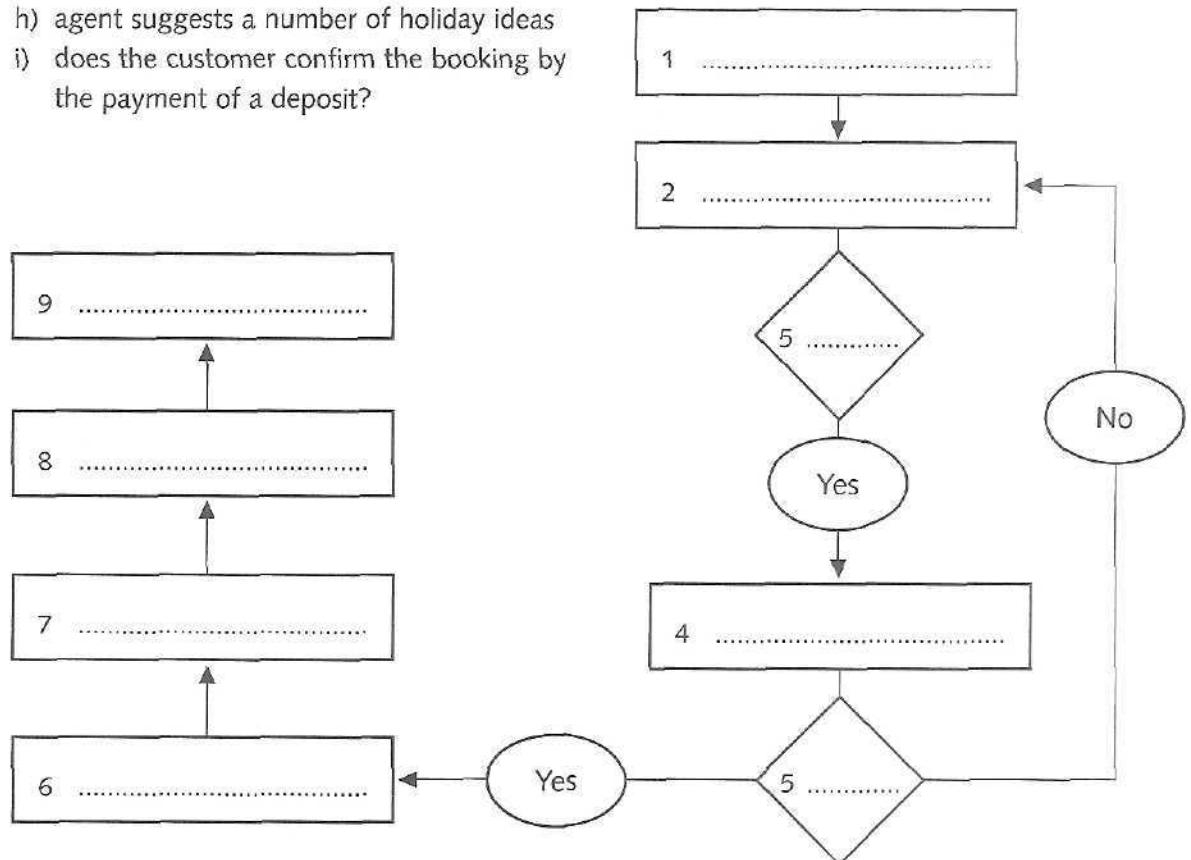 h) agent suggests a number of holiday ideas
i) does the customer confirm the booking by
the payment of a deposit?
1 ........................................
2 ........................................
5 .............
No
Yes
4 ........................................
5 .............
Yes
6 ........................................
7 ........................................
8 ........................................
9 ........................................